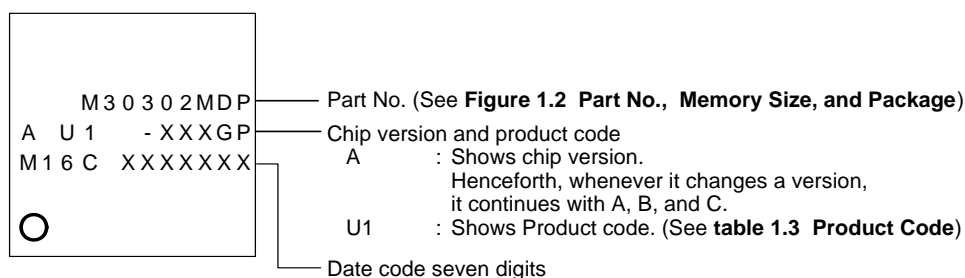 M30302MDP
Part No. (See Figure 1.2 Part No., Memory Size, and Package)
A U1 -XXXGP
Chip version and product code
M16C XXXXXXX
A : Shows chip version.
Henceforth, whenever it changes a version,
it continues with A, B, and C.
U1 : Shows Product code. (See table 1.3 Product Code)
Date code seven digits